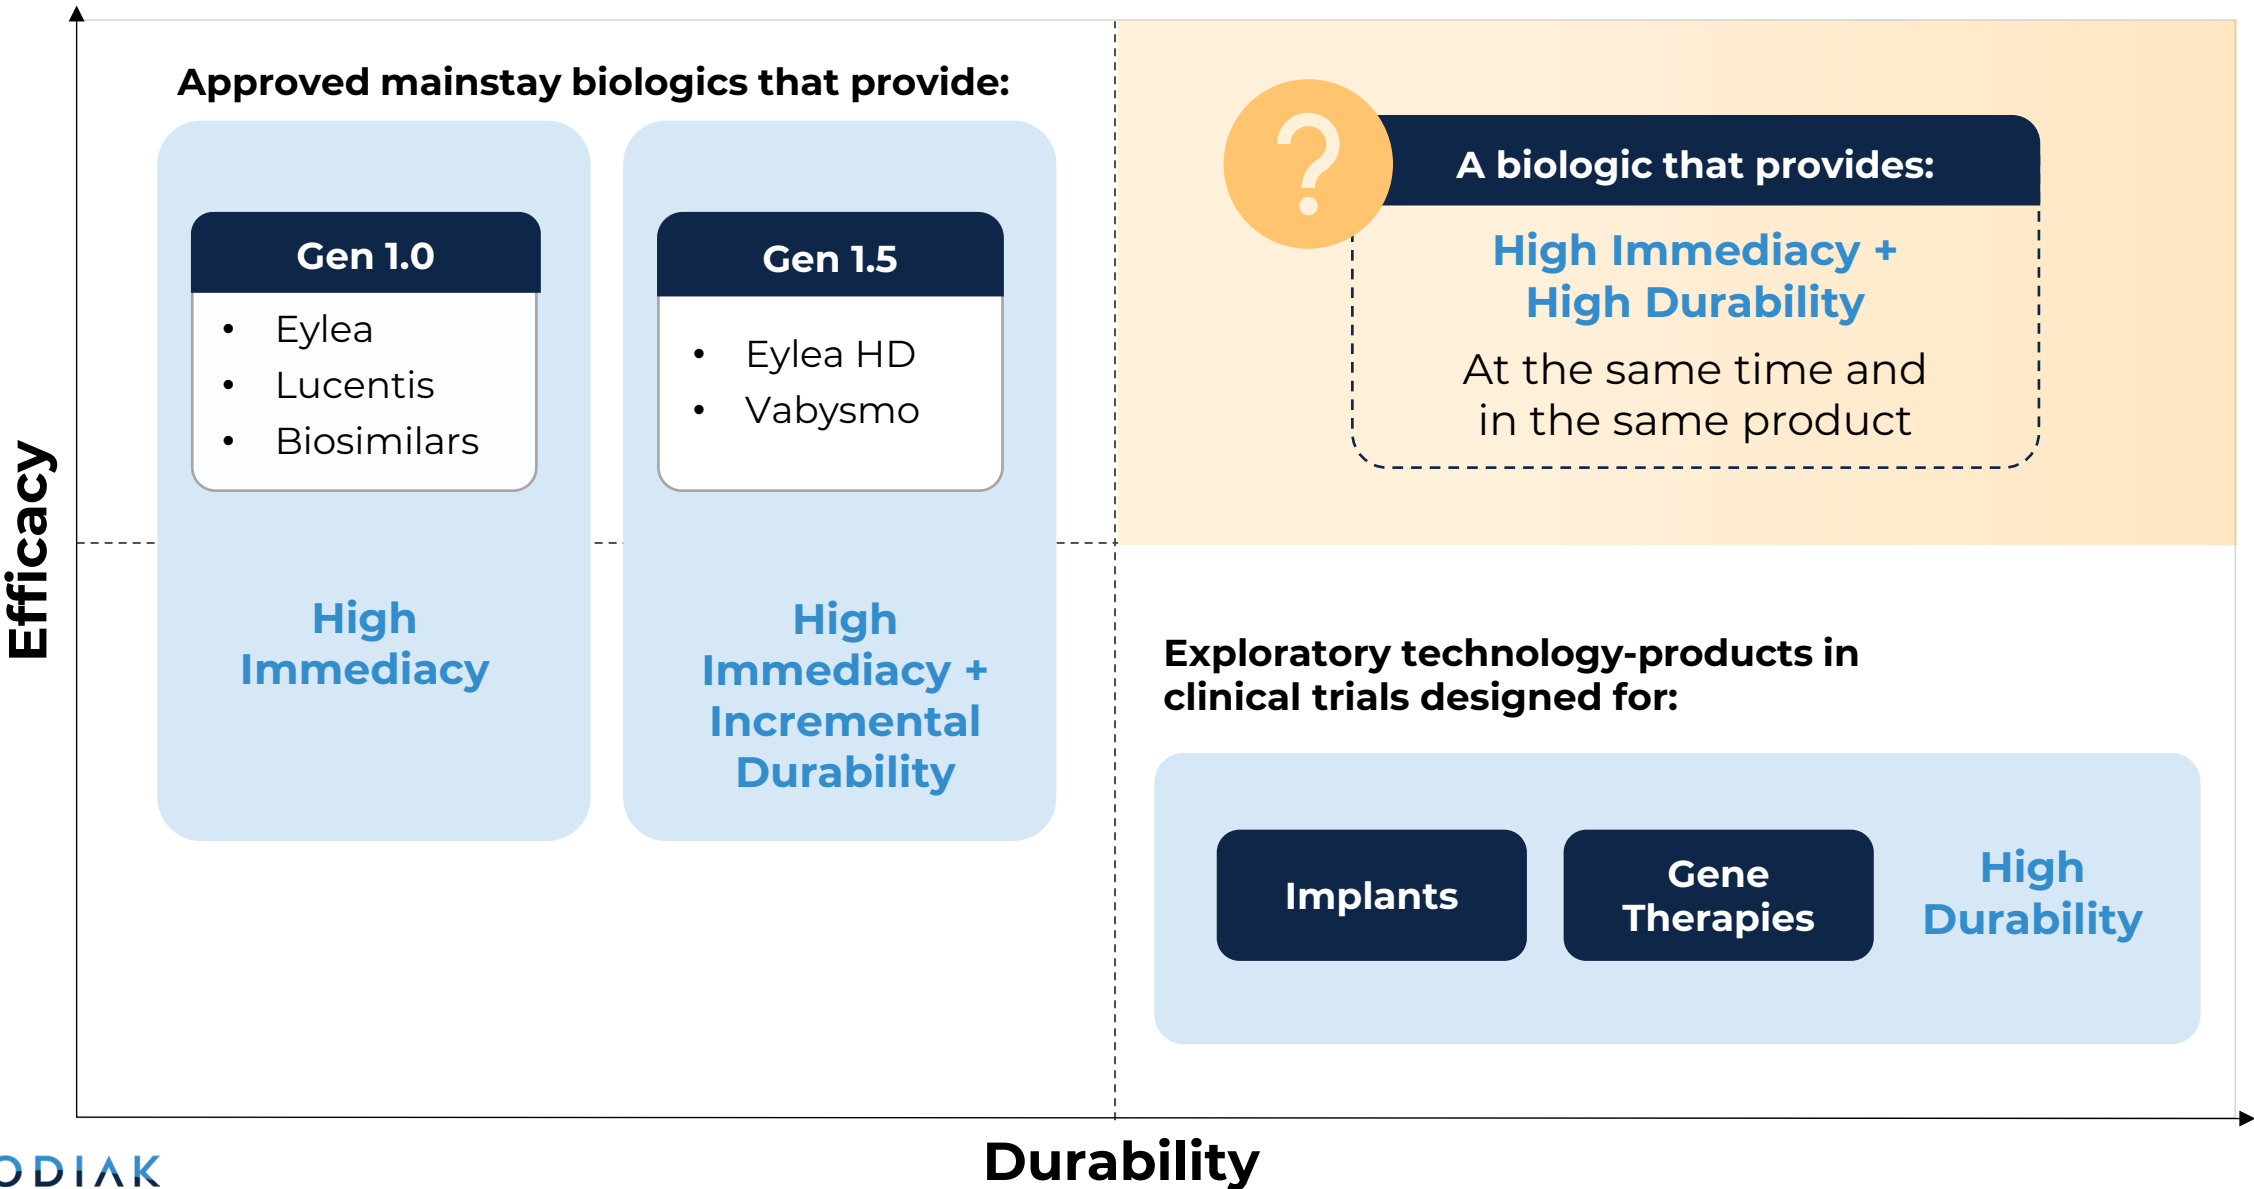 Approved mainstay biologics that provide:
Gen 1.0
• Eylea
• Lucentis
• Biosimilars
High
Immediacy
Gen 1.5
• Eylea HD
• Vabysmo
High
Immediacy +
Incremental
Durability
?
A biologic that provides:
High Immediacy +
High Durability
At the same time and
in the same product
Exploratory technology-products in
clinical trials designed for:
Implants
Gene
Therapies
High
Durability
Efficacy
Durability
ODIAK